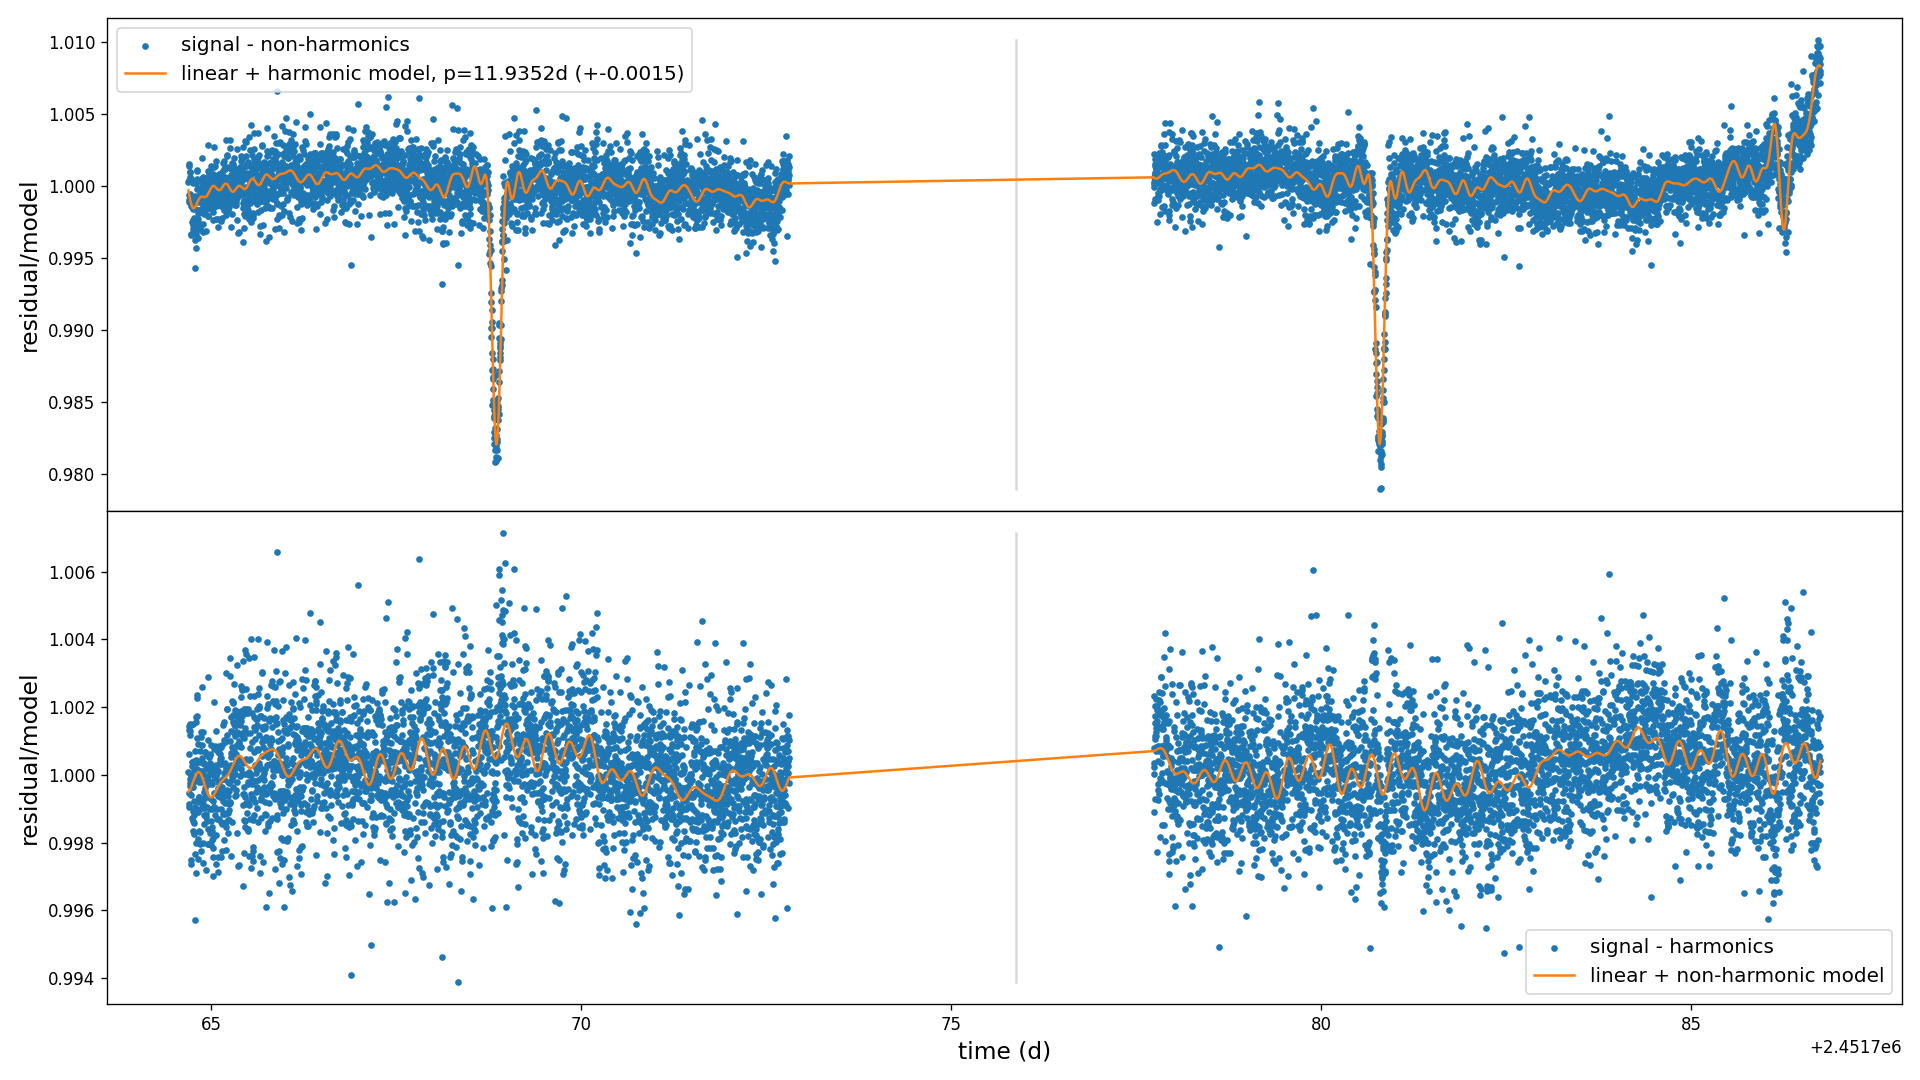 signal - non-harmonics
linear + harmonic model, p=11.9352d (+-0.0015)
1.010
1.005
1.000
0.995
0.990
0.985
0.980
residual/model
1.006
1.004
1.002
1.000
0.998
0.996
0.994
residual/model
signal - harmonics
linear + non-harmonic model
65
70
75
80
85
time (d)
+2.4517e6